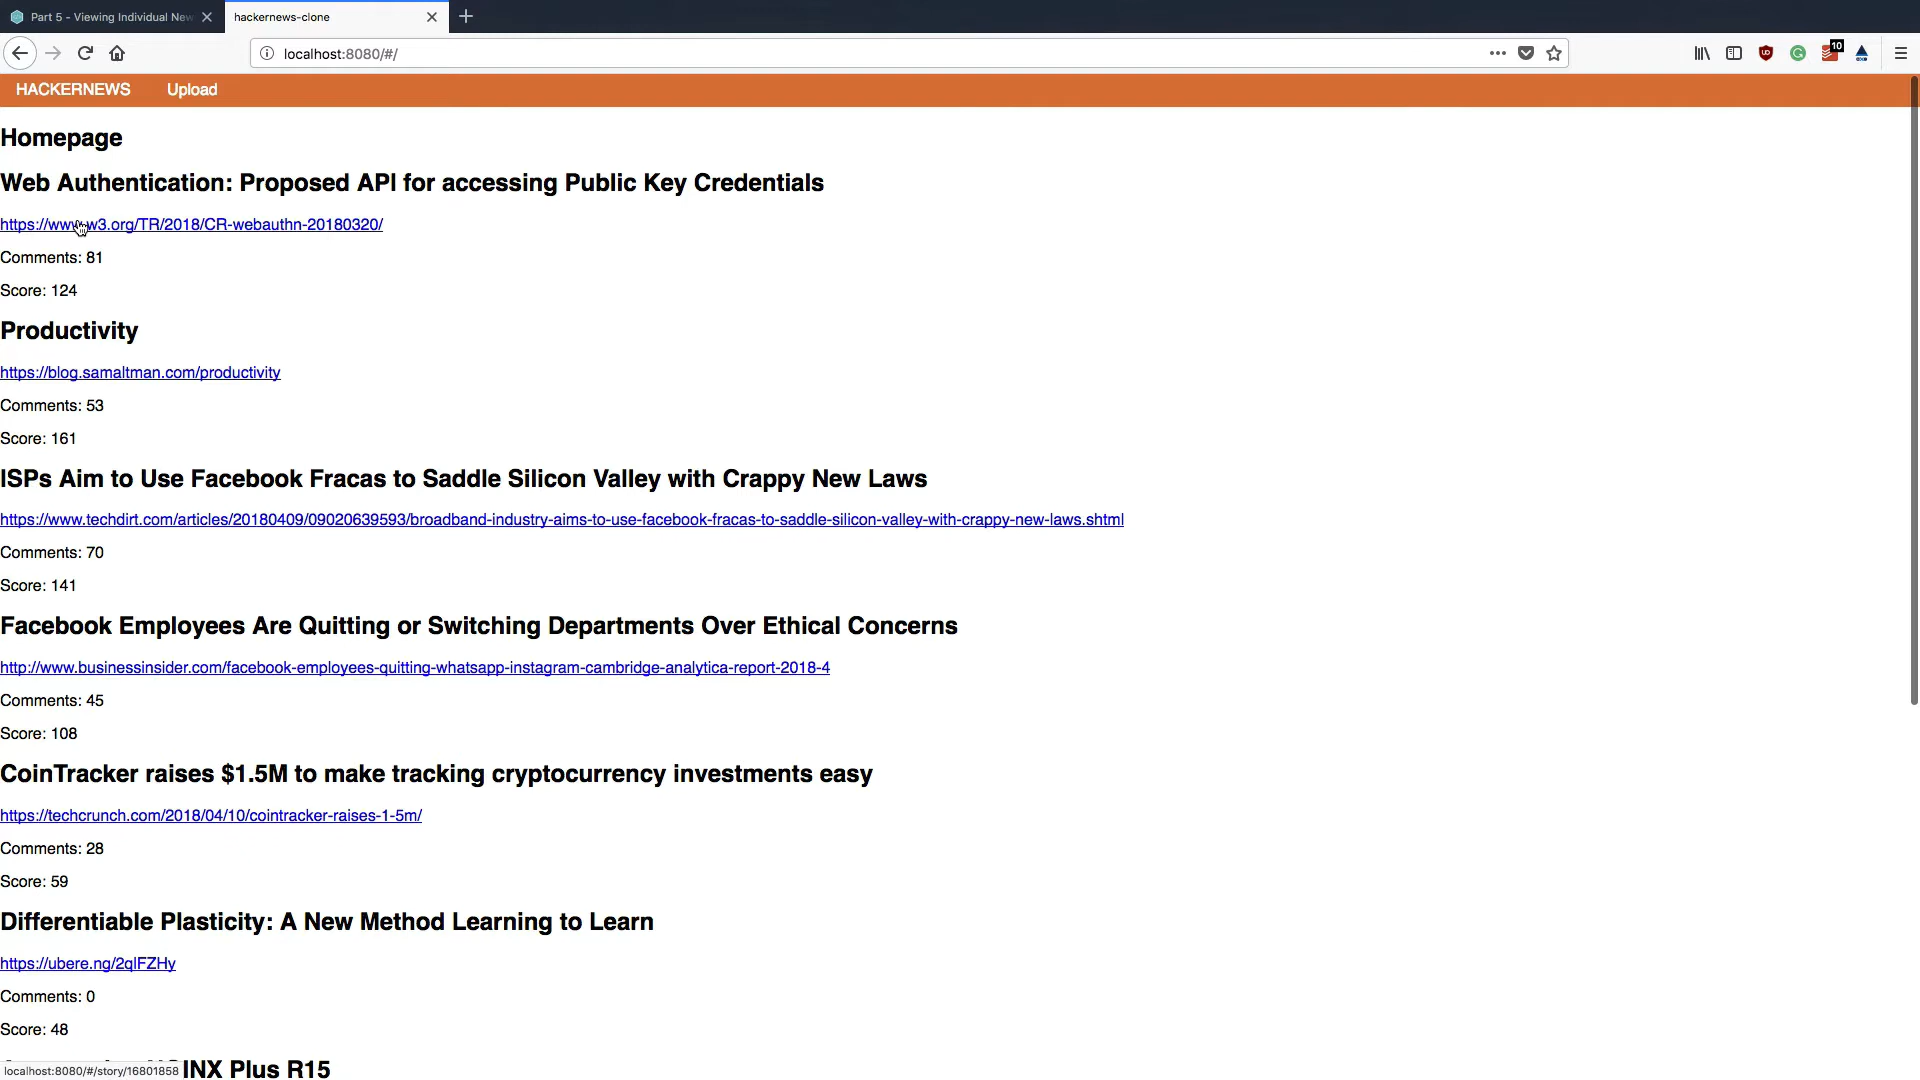 Part 5 - Viewing Individual New
hackernews-clone
localhost:8080/#/
10
HACKERNEWS Upload
Homepage
Web Authentication: Proposed API for accessing Public Key Credentials
https://www.w3.org/TR/2018/CR-webauthn-20180320/
Comments: 81
Score: 124
Productivity
https://blog.samaltman.com/productivity
Comments: 53
Score: 161
ISPs Aim to Use Facebook Fracas to Saddle Silicon Valley with Crappy New Laws
https://www.techdirt.com/articles/20180409/09020639593/broadband-industry-aims-to-use-facebook-fracas-to-saddle-silicon-valley-with-crappy-new-laws.shtml
Comments: 70
Score: 141
Facebook Employees Are Quitting or Switching Departments Over Ethical Concerns
http://www.businessinsider.com/facebook-employees-quitting-whatsapp-instagram-cambridge-analytica-report-2018-4
Comments: 45
Score: 108
CoinTracker raises $1.5M to make tracking cryptocurrency investments easy
https://techcrunch.com/2018/04/10/cointracker-raises-1-5m/
Comments: 28
Score: 59
Differentiable Plasticity: A New Method Learning to Learn
https://ubere.ng/2qlFZHy
Comments: 0
Score: 48
INX Plus R15
localhost:8080/#/story/16801858